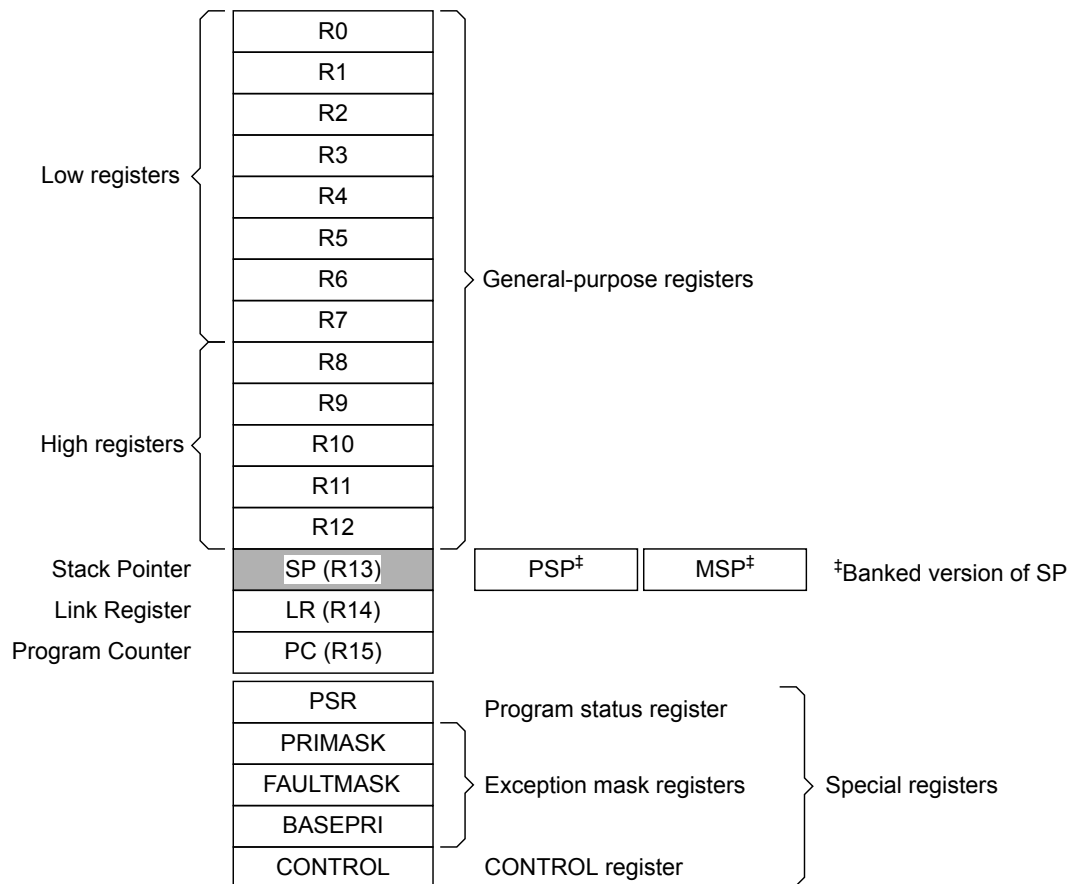 R0
R1
R2
R3
Low registers
R4
R5
R6
General-purpose registers
R7
R8
R9
High registers
R10
R11
R12
Stack Pointer SP (R13) PSP‡ MSP‡ ‡Banked version of SP
Link Register LR (R14)
Program Counter PC (R15)
PSR Program status register
PRIMASK
FAULTMASK Exception mask registers Special registers
BASEPRI
CONTROL CONTROL register